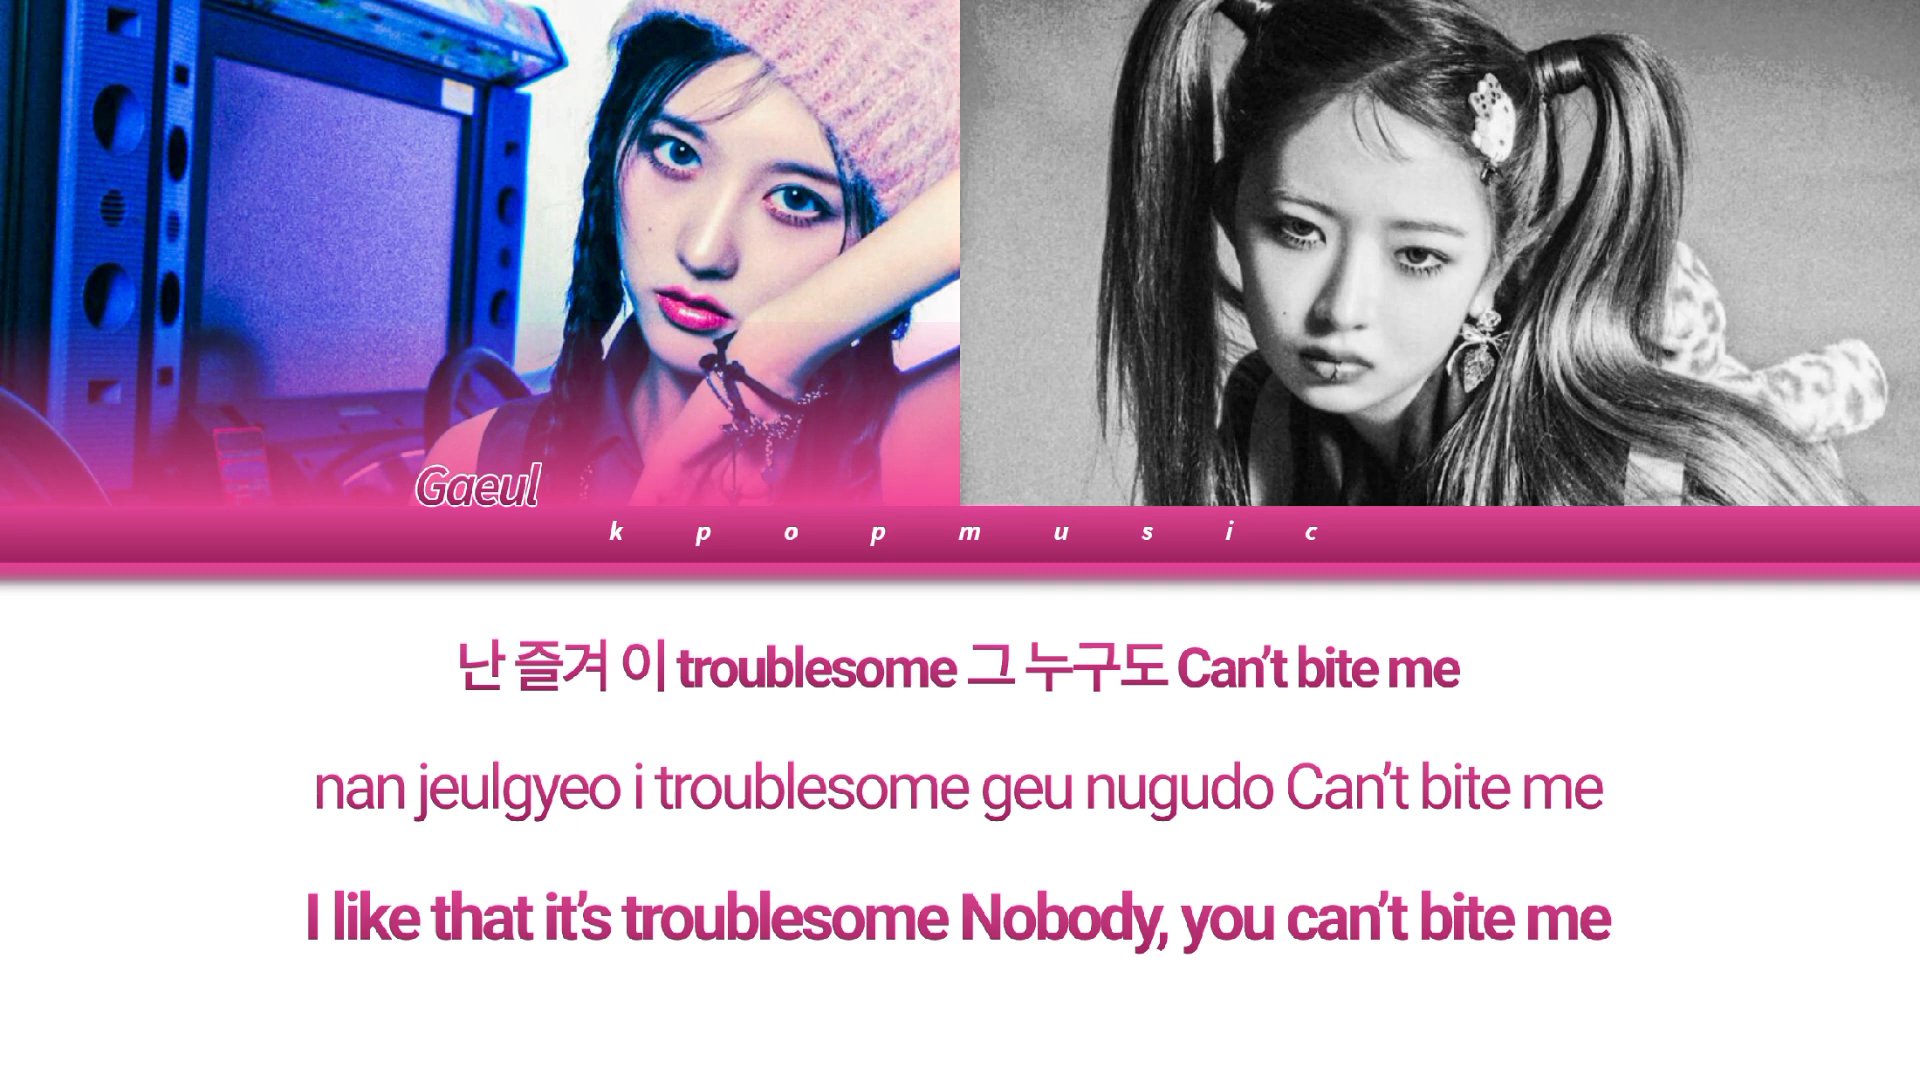 Gaeul
kpopmusic
난 즐겨 이 troublesome 그 누구도 Can't bite me
nan jeulgyeo i troublesome geu nugudo Can't bite me
I like that it's troublesome Nobody, you can't bite me